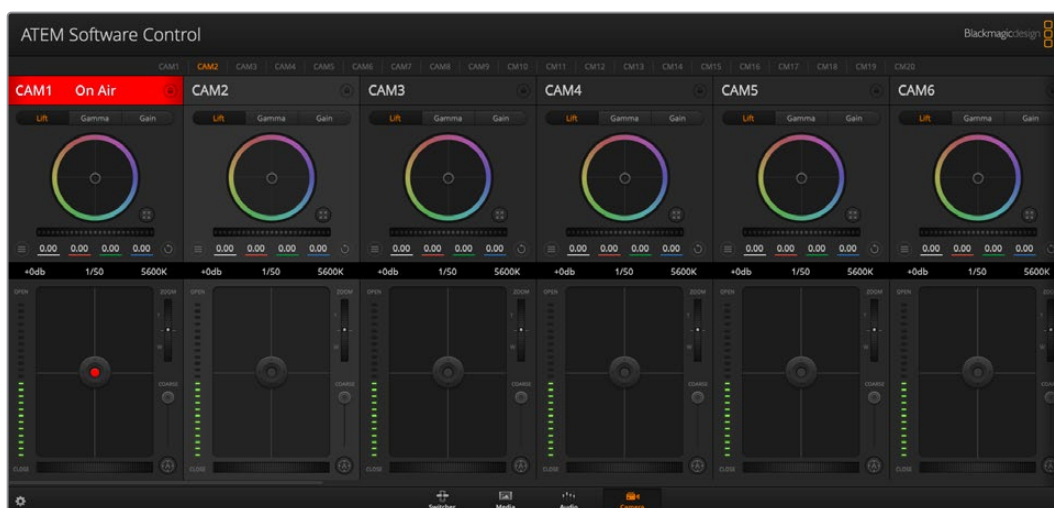 ATEM Software Control
Blackmagicdesign
CAM1 CAM2 CAM3 CAM4 CAM5 CAM6 CAM7 CAM8 CAM9 CM10 CM11 CM12 CM13 CM14 CM15 CM16 CM17 CM18 CM19 CM20
CAM1 On Air CAM2 CAM3 CAM4 CAM5 CAM6
Lift Gamma Gain Lift Gamma Gain Lift Gamma Gain Lift Gamma Gain Lift Gamma Gain Lift Gamma Gain
0.00 0.00 0.00 0.00 0.00 0.00 0.00 0.00 0.00 0.00 0.00 0.00 0.00 0.00 0.00 0.00 0.00 0.00 0.00 0.00 0.00 0.00 0.00 0.00
+0db 1/50 5600K +0db 1/50 5600K +0db 1/50 5600K +0db 1/50 5600K +0db 1/50 5600K +0db 1/50 5600K
OPEN ZOOM OPEN ZOOM OPEN ZOOM OPEN ZOOM OPEN ZOOM OPEN
T T T T T T
W W W W W W
COARSE COARSE COARSE COARSE COARSE
CLOSE CLOSE CLOSE CLOSE CLOSE CLOSE
Switcher Media Audio Camera